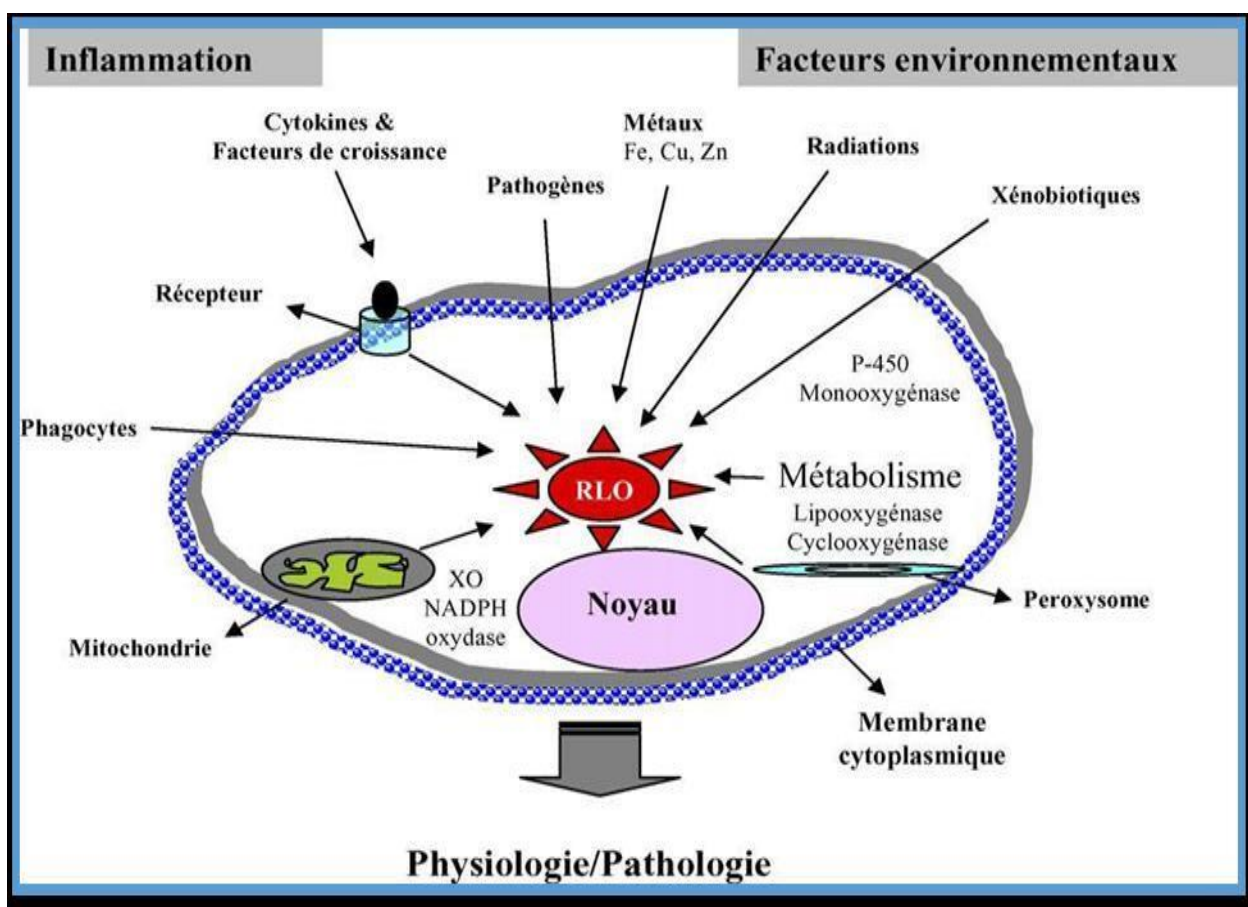 Inflammation
Facteurs environnementaux
Cytokines &
Facteurs de croissance
Métaux
Fe, Cu, Zn
Radiations
Pathogènes
Xénobiotiques
Récepteur
P-450
Monooxygénase
Phagocytes
RLO
Métabolisme
Lipooxygénase
Cyclooxygénase
XO
NADPH
oxydase
Noyau
Peroxysome
Mitochondrie
Membrane
cytoplasmique
Physiologie/Pathologie